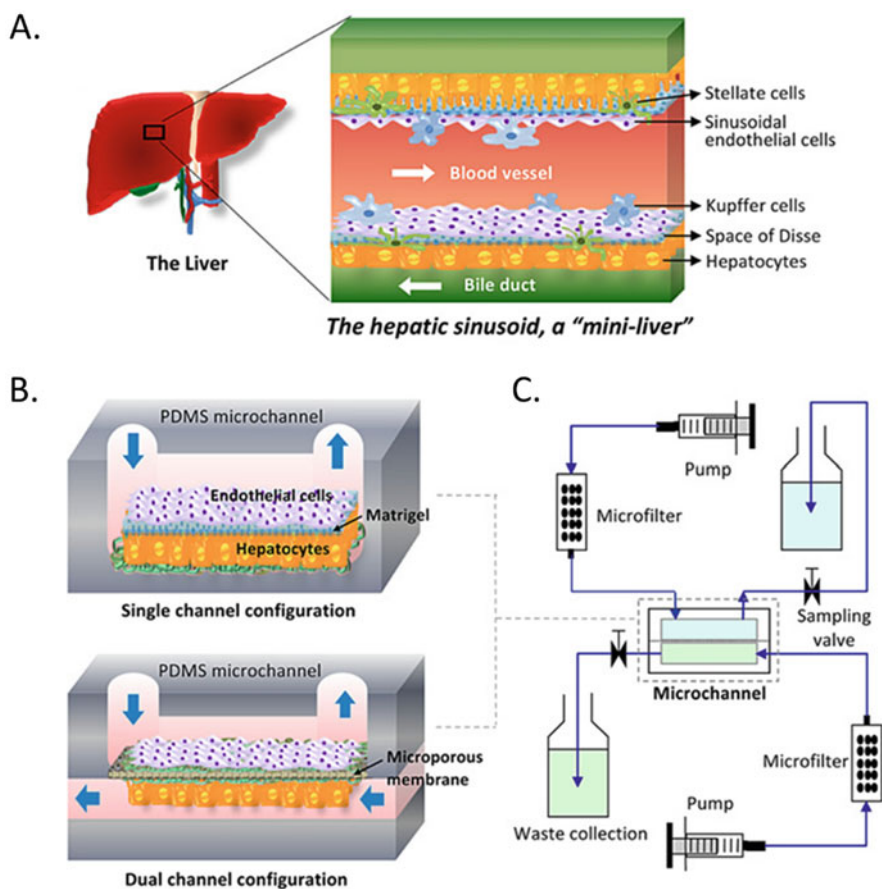 A.
Stellate cells
Sinusoidal
endothelial cells
Blood vessel
Kupffer cells
Space of Disse
Hepatocytes
Bile duct
The Liver
The hepatic sinusoid, a “mini-liver”
B.
PDMS microchannel
Endothelial cells
Matrigel
Hepatocytes
Single channel configuration
PDMS microchannel
Microporous
membrane
Dual channel configuration
C.
Pump
Microfilter
Sampling
valve
Microchannel
Microfilter
Waste collection
Pump